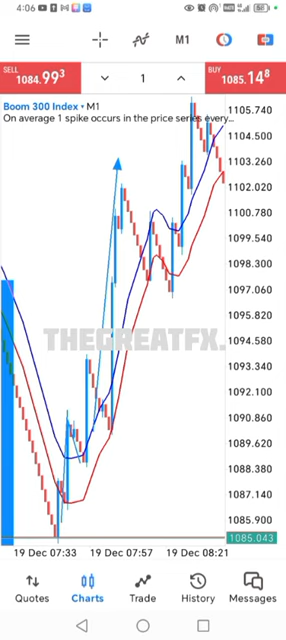 4:06
M1
SELL
1084.993
1
BUY
1085.148
Boom 300 Index • M1
On average 1 spike occurs in the price series every...
1105.740
1104.500
1103.260
1102.020
1100.780
1099.540
1098.300
1097.060
1095.820
THEGREATFX.
1094.580
1093.340
1092.100
1090.860
1089.620
1088.380
1087.140
1085.900
1085.043
19 Dec 07:33
19 Dec 07:57
19 Dec 08:21
Quotes
Charts
Trade
History
Messages